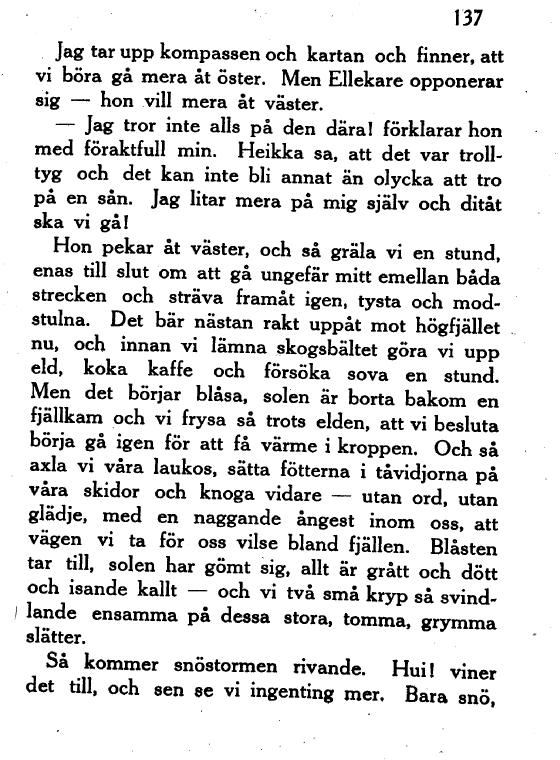 137
Jag tar upp kompassen och kartan och finner, att
vi böra gå mera åt öster. Men Ellekare opponerar
sig — hon vill mera åt väster.
— Jag tror inte alls på den dära! förklarar hon
med föraktfull min. Heikka sa, att det var troll-
tyg och det kan inte bli annat än olycka att tro
på en sån. Jag litar mera på mig själv och ditåt
ska vi gå!
Hon pekar åt väster, och så gräla vi en stund,
enas till slut om att gå ungefär mitt emellan båda
strecken och sträva framåt igen, tysta och mod-
stulna. Det bär nästan rakt uppåt mot högfjället
nu, och innan vi lämna skogsbältet göra vi upp
eld, koka kaffe och försöka sova en stund.
Men det börjar blåsa, solen är borta bakom en
fjällkam och vi frysa så trots elden, att vi besluta
börja gå igen för att få värme i kroppen. Och så
axla vi våra laukos, sätta fötterna i tåvidjorna på
våra skidor och knoga vidare — utan ord, utan
glädje, med en naggande ångest inom oss, att
vägen vi ta för oss vilse bland fjällen. Blåsten
tar till, solen har gömt sig, allt är grått och dött
och isande kallt — och vi två små kryp så svind-
lande ensamma på dessa stora, tomma, grymma
slätter.
Så kommer snöstormen rivande. Hui! viner
det till, och sen se vi ingenting mer. Bara snö,